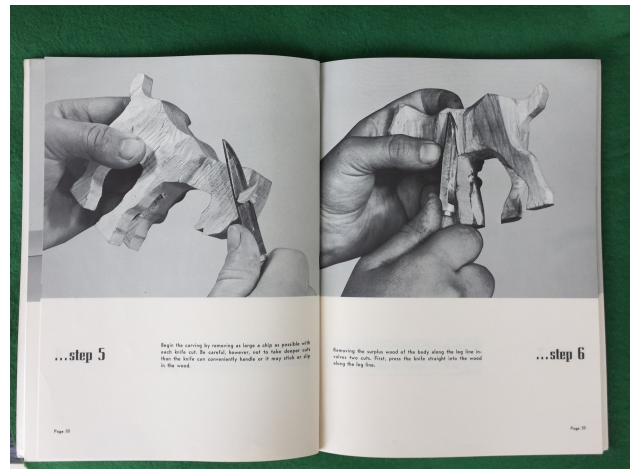 ...step 5
Begin the carving by removing as large a chip as possible with
each knife cut. Be careful, however, not to take deeper cuts
than the knife can conveniently handle or it may stick or slip
in the wood.
Removing the surplus wood of the body along the leg line in-
volves two cuts. First, press the knife straight into the wood
along the leg line.
...step 6
Page
Page